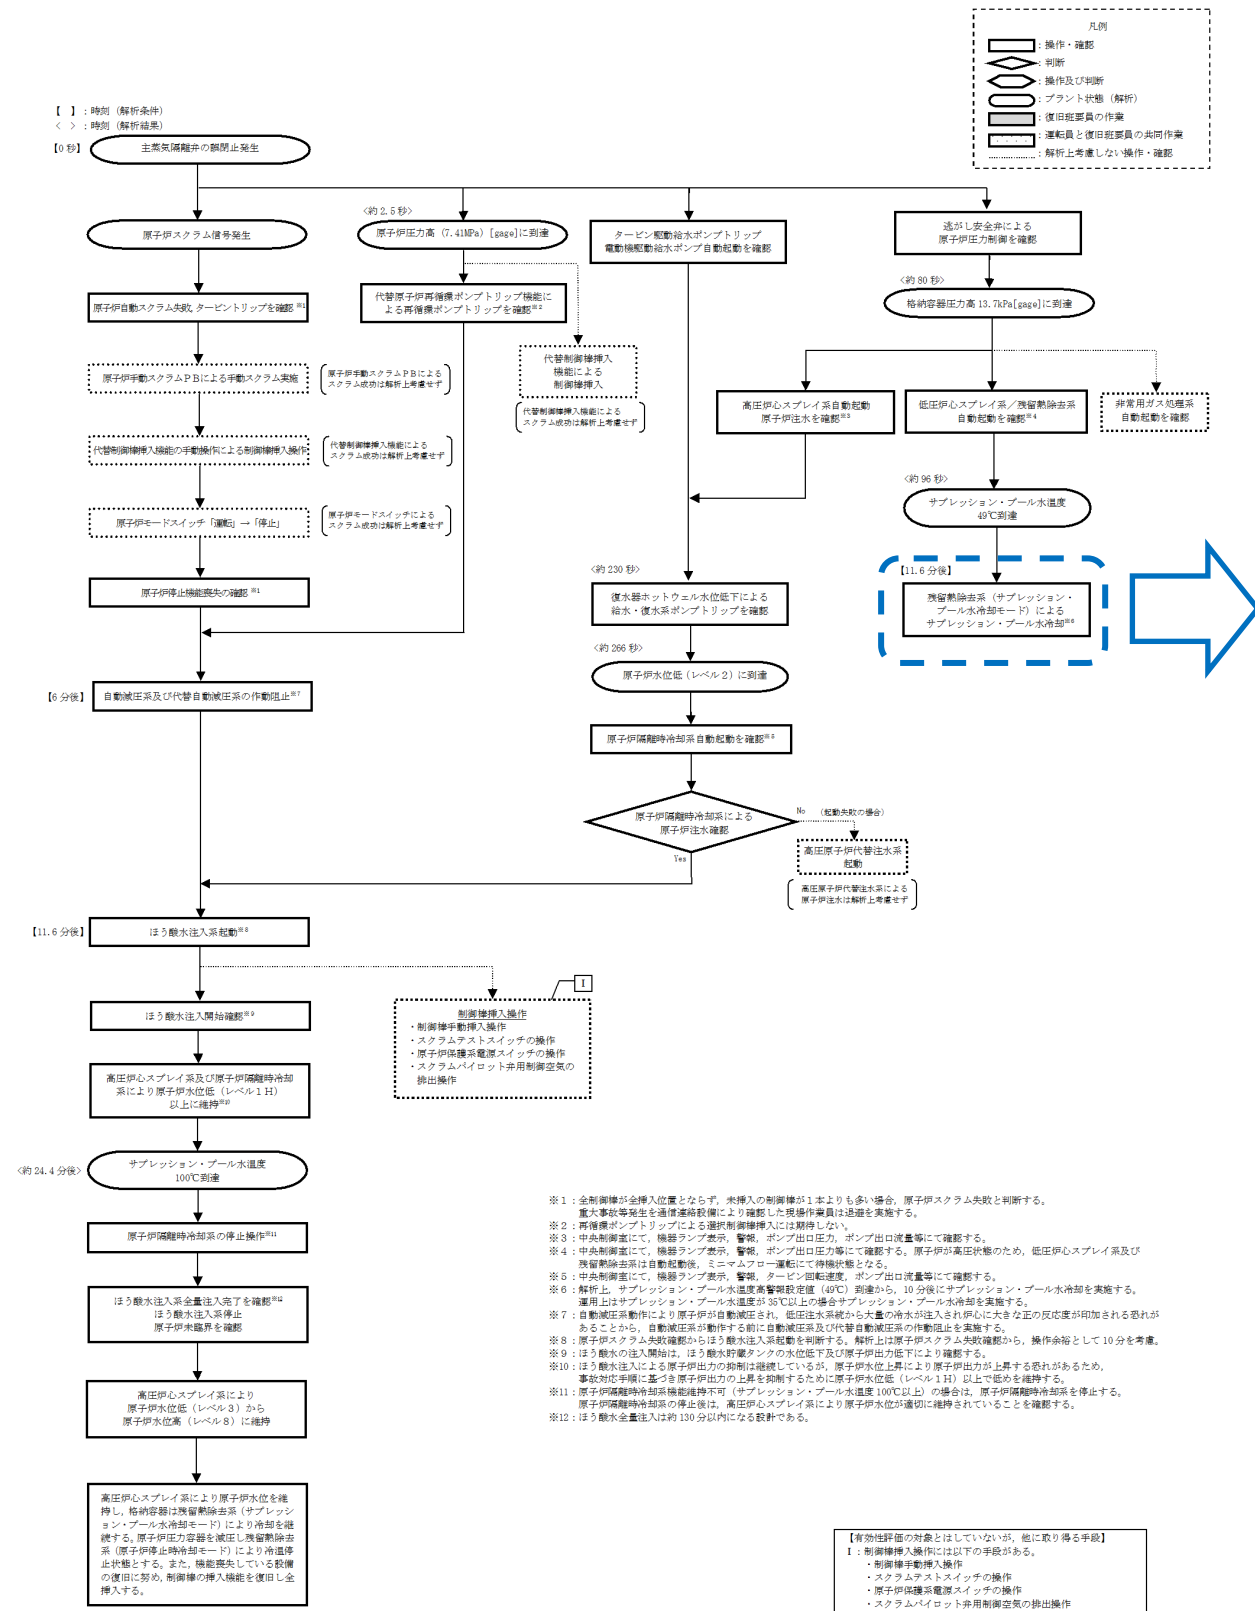 凡例
：操作・確認
：判断
：操作及び判断
：プラント状態（解析）
：復旧班要員の作業
：運転員と復旧班要員の共同作業
：解析上考慮しない操作・確認
【　】：時刻（解析条件）
＜　＞：時刻（解析結果）
【0 秒】
主蒸気隔離弁の誤閉止発生
原子炉スクラム信号発生
原子炉自動スクラム失敗，タービントリップを確認 ※1
原子炉手動スクラムＰＢによる手動スクラム実施
原子炉手動スクラムＰＢによる
スクラム成功は解析上考慮せず
代替制御棒挿入機能の手動操作による制御棒挿入操作
代替制御棒挿入機能による
スクラム成功は解析上考慮せず
原子炉モードスイッチ「運転」→「停止」
原子炉モードスイッチによる
スクラム成功は解析上考慮せず
原子炉停止機能喪失の確認 ※1
＜約 2.5 秒＞
原子炉圧力高（7.41MPa）[gage]に到達
代替原子炉再循環ポンプトリップ機能に
よる再循環ポンプトリップを確認※2
代替制御棒挿入
機能による
制御棒挿入
代替制御棒挿入機能による
スクラム成功は解析上考慮せず
タービン駆動給水ポンプトリップ
電動機駆動給水ポンプ自動起動を確認
逃がし安全弁による
原子炉圧力制御を確認
＜約 80 秒＞
格納容器圧力高 13.7kPa[gage]に到達
高圧炉心スプレイ系自動起動
原子炉注水を確認※3
低圧炉心スプレイ系／残留熱除去系
自動起動を確認※4
非常用ガス処理系
自動起動を確認
＜約 96 秒＞
サプレッション・プール水温度
49℃到達
【11.6 分後】
残留熱除去系（サプレッション・
プール水冷却モード）による
サプレッション・プール水冷却※6
＜約 230 秒＞
復水器ホットウェル水位低下による
給水・復水系ポンプトリップを確認
＜約 266 秒＞
原子炉水位低（レベル２）に到達
原子炉隔離時冷却系自動起動を確認※5
原子炉隔離時冷却系による
原子炉注水確認
No （起動失敗の場合）
Yes
高圧原子炉代替注水系
起動
高圧原子炉代替注水系による
原子炉注水は解析上考慮せず
【6 分後】
自動減圧系及び代替自動減圧系の作動阻止※7
【11.6 分後】
ほう酸水注入系起動※8
Ⅰ
制御棒挿入操作
・制御棒手動挿入操作
・スクラムテストスイッチの操作
・原子炉保護系電源スイッチの操作
・スクラムパイロット弁用制御空気の
排出操作
ほう酸水注入開始確認※9
高圧炉心スプレイ系及び原子炉隔離時冷却
系により原子炉水位低（レベル１Ｈ）
以上に維持※10
＜約 24.4 分後＞
サプレッション・プール水温度
100℃到達
原子炉隔離時冷却系の停止操作※11
ほう酸水注入系全量注入完了を確認※12
ほう酸水注入系停止
原子炉未臨界を確認
高圧炉心スプレイ系により
原子炉水位低（レベル３）から
原子炉水位高（レベル８）に維持
高圧炉心スプレイ系により原子炉水位を維
持し，格納容器は残留熱除去系（サプレッシ
ョン・プール水冷却モード）により冷却を継
続する。原子炉圧力容器を減圧し残留熱除去
系（原子炉停止時冷却モード）により冷温停
止状態とする。また，機能喪失している設備
の復旧に努め，制御棒の挿入機能を復旧し全
挿入する。
※１：全制御棒が全挿入位置とならず，未挿入の制御棒が１本よりも多い場合，原子炉スクラム失敗と判断する。
重大事故等発生を通信連絡設備により確認した現場作業員は退避を実施する。
※２：再循環ポンプトリップによる選択制御棒挿入には期待しない。
※３：中央制御室にて，機器ランプ表示，警報，ポンプ出口圧力，ポンプ出口流量等にて確認する。
※４：中央制御室にて，機器ランプ表示，警報，ポンプ出口圧力等にて確認する。原子炉が高圧状態のため，低圧炉心スプレイ系及び
残留熱除去系は自動起動後，ミニマムフロー運転にて待機状態となる。
※５：中央制御室にて，機器ランプ表示，警報，タービン回転速度，ポンプ出口流量等にて確認する。
※６：解析上，サプレッション・プール水温度高警報設定値（49℃）到達から，10 分後にサプレッション・プール水冷却を実施する。
運用上はサプレッション・プール水温度が 35℃以上の場合サプレッション・プール水冷却を実施する。
※７：自動減圧系動作により原子炉が自動減圧され，低圧注水系統から大量の冷水が注入され炉心に大きな正の反応度が印加される恐れが
あることから，自動減圧系が動作する前に自動減圧系及び代替自動減圧系の作動阻止を実施する。
※８：原子炉スクラム失敗確認からほう酸水注入系起動を判断する。解析上は原子炉スクラム失敗確認から，操作余裕として 10 分を考慮。
※９：ほう酸水の注入開始は，ほう酸水貯蔵タンクの水位低下及び原子炉出力低下により確認する。
※10：ほう酸水注入による原子炉出力の抑制は継続しているが，原子炉水位上昇により原子炉出力が上昇する恐れがあるため，
事故対応手順に基づき原子炉出力の上昇を抑制するために原子炉水位低（レベル１Ｈ）以上で低めを維持する。
※11：原子炉隔離時冷却系機能維持不可（サプレッション・プール水温度 100℃以上）の場合は，原子炉隔離時冷却系を停止する。
原子炉隔離時冷却系の停止後は，高圧炉心スプレイ系により原子炉水位が適切に維持されていることを確認する。
※12：ほう酸水全量注入は約 130 分以内になる設計である。
【有効性評価の対象とはしていないが，他に取り得る手段】
Ⅰ：制御棒挿入操作には以下の手段がある。
・制御棒手動挿入操作
・スクラムテストスイッチの操作
・原子炉保護系電源スイッチの操作
・スクラムパイロット弁用制御空気の排出操作